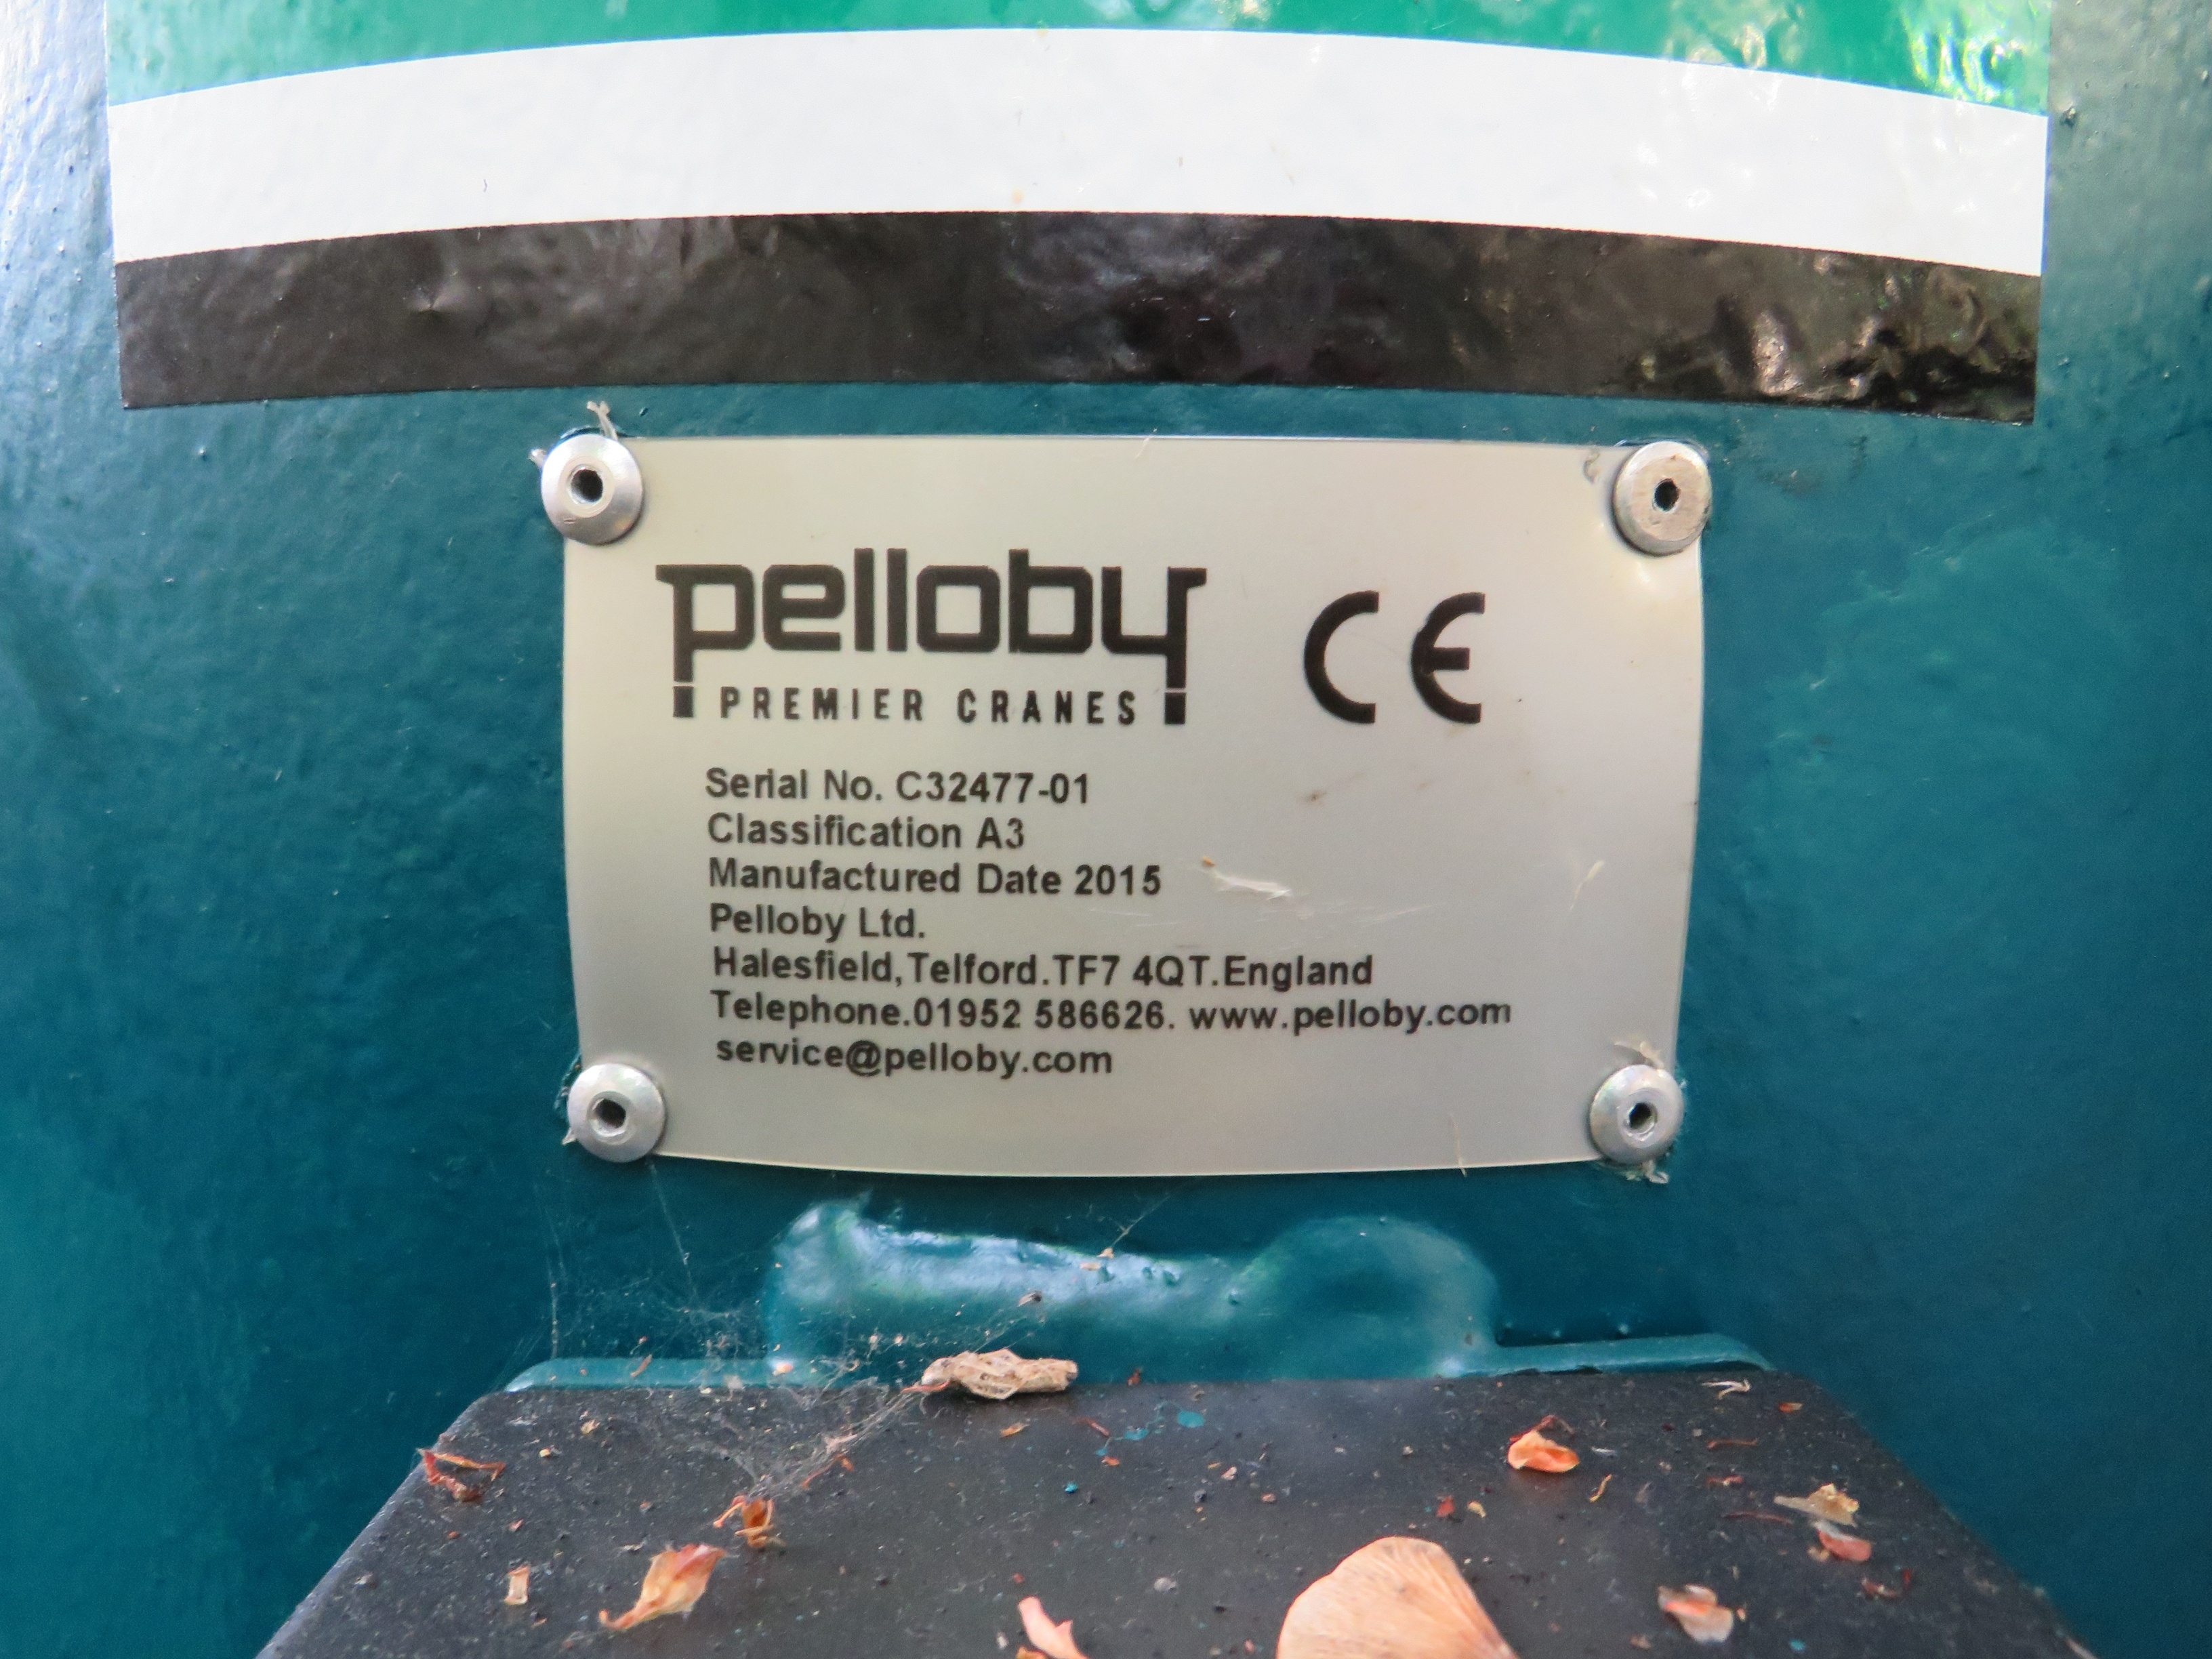 pelloby CE
PREMIER CRANES
Serial No. C32477-01
Classification A3
Manufactured Date 2015
Pelloby Ltd.
Halesfield,Telford.TF7 4QT.England
Telephone.01952 586626. www.pelloby.com
service@pelloby.com